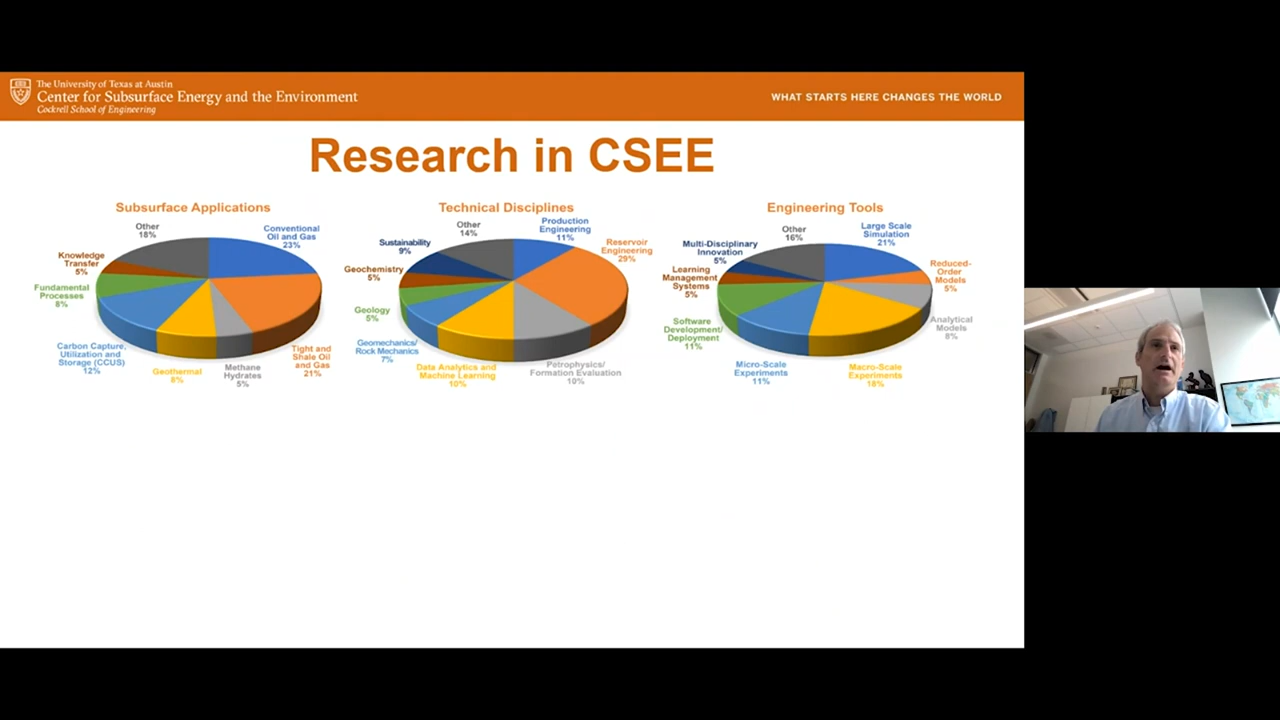 The University of Texas at Austin
Center for Subsurface Energy and the Environment
Cockrell School of Engineering
WHAT STARTS HERE CHANGES THE WORLD
Research in CSEE
Subsurface Applications
Other
18%
Conventional
Oil and Gas
23%
Knowledge
Transfer
5%
Fundamental
Processes
8%
Carbon Capture,
Utilization and
Storage (CCUS)
12%
Geothermal
8%
Methane
Hydrates
5%
Tight and
Shale Oil
and Gas
21%
Technical Disciplines
Other
14%
Production
Engineering
11%
Sustainability
9%
Reservoir
Engineering
29%
Geochemistry
5%
Geology
5%
Geomechanics/
Rock Mechanics
7%
Data Analytics and
Machine Learning
10%
Petrophysics/
Formation Evaluation
10%
Engineering Tools
Other
16%
Large Scale
Simulation
21%
Multi-Disciplinary
Innovation
5%
Reduced-
Order
Models
5%
Learning
Management
Systems
5%
Analytical
Models
8%
Software
Development/
Deployment
11%
Micro-Scale
Experiments
11%
Macro-Scale
Experiments
18%